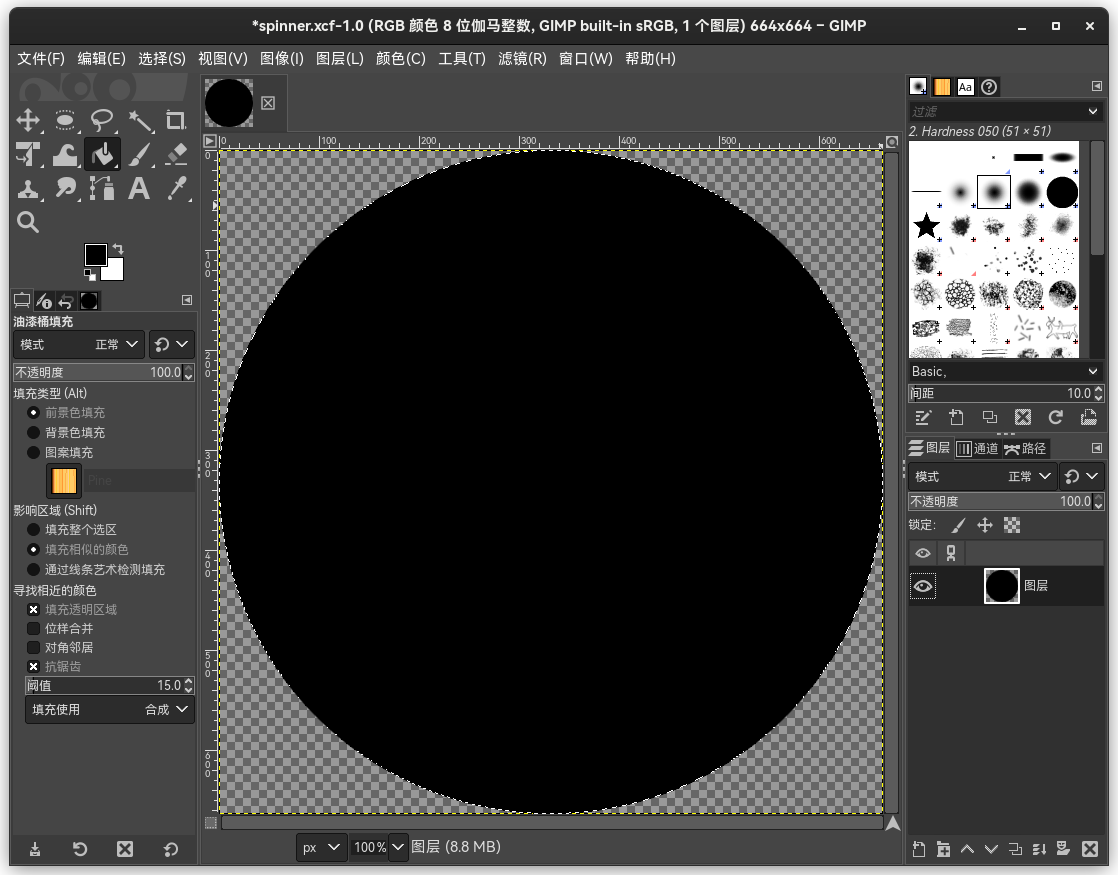 *spinner.xcf-1.0 (RGB 颜色 8 位伽马整数, GIMP built-in sRGB, 1 个图层) 664x664 – GIMP
文件(F) 编辑(E) 选择(S) 视图(V) 图像(I) 图层(L) 颜色(C) 工具(T) 滤镜(R) 窗口(W) 帮助(H)
油漆桶填充
模式 正常
不透明度 100.0
填充类型 (Alt)
前景色填充
背景色填充
图案填充
Pine
影响区域 (Shift)
填充整个选区
填充相似的颜色
通过线条艺术检测填充
寻找相近的颜色
填充透明区域
位样合并
对角邻居
抗锯齿
阈值 15.0
填充使用 合成
0 100 200 300 400 500 600
0
100
200
300
400
500
600
px 100% 图层 (8.8 MB)
Aa
过滤
2. Hardness 050 (51 × 51)
Basic,
间距 10.0
图层 通道 路径
模式 正常
不透明度 100.0
锁定:
图层